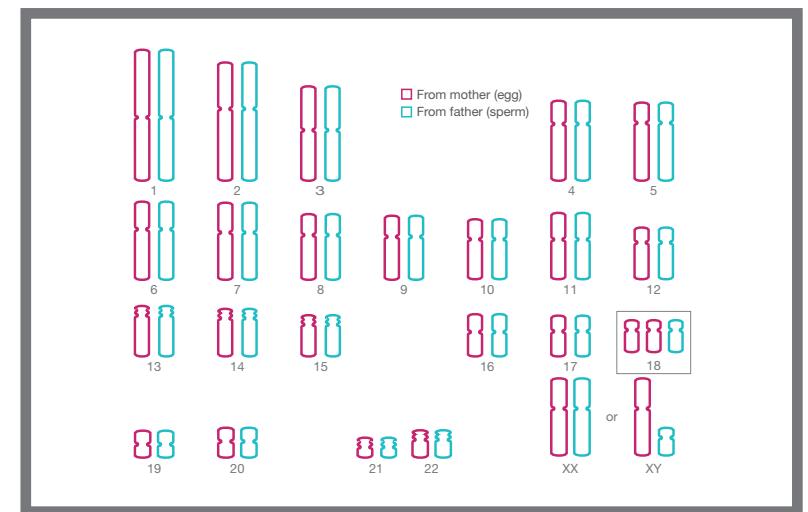 From mother (egg)
From father (sperm)
1 2 3 4 5
6 7 8 9 10 11 12
13 14 15 16 17 18
or
19 20 21 22 XX XY